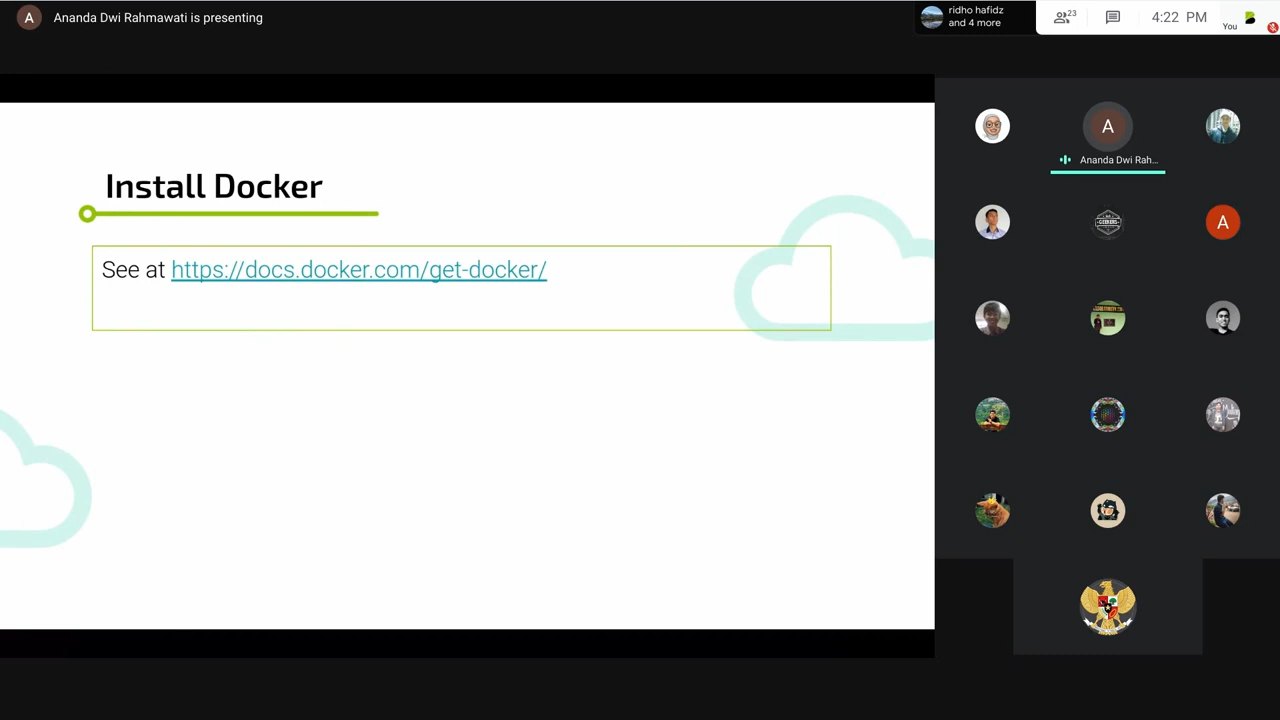 A
Ananda Dwi Rahmawati is presenting
ridho hafidz
and 4 more
23
4:22 PM
You
Install Docker
See at https://docs.docker.com/get-docker/
A
Ananda Dwi Rah...
GEEKERS
A